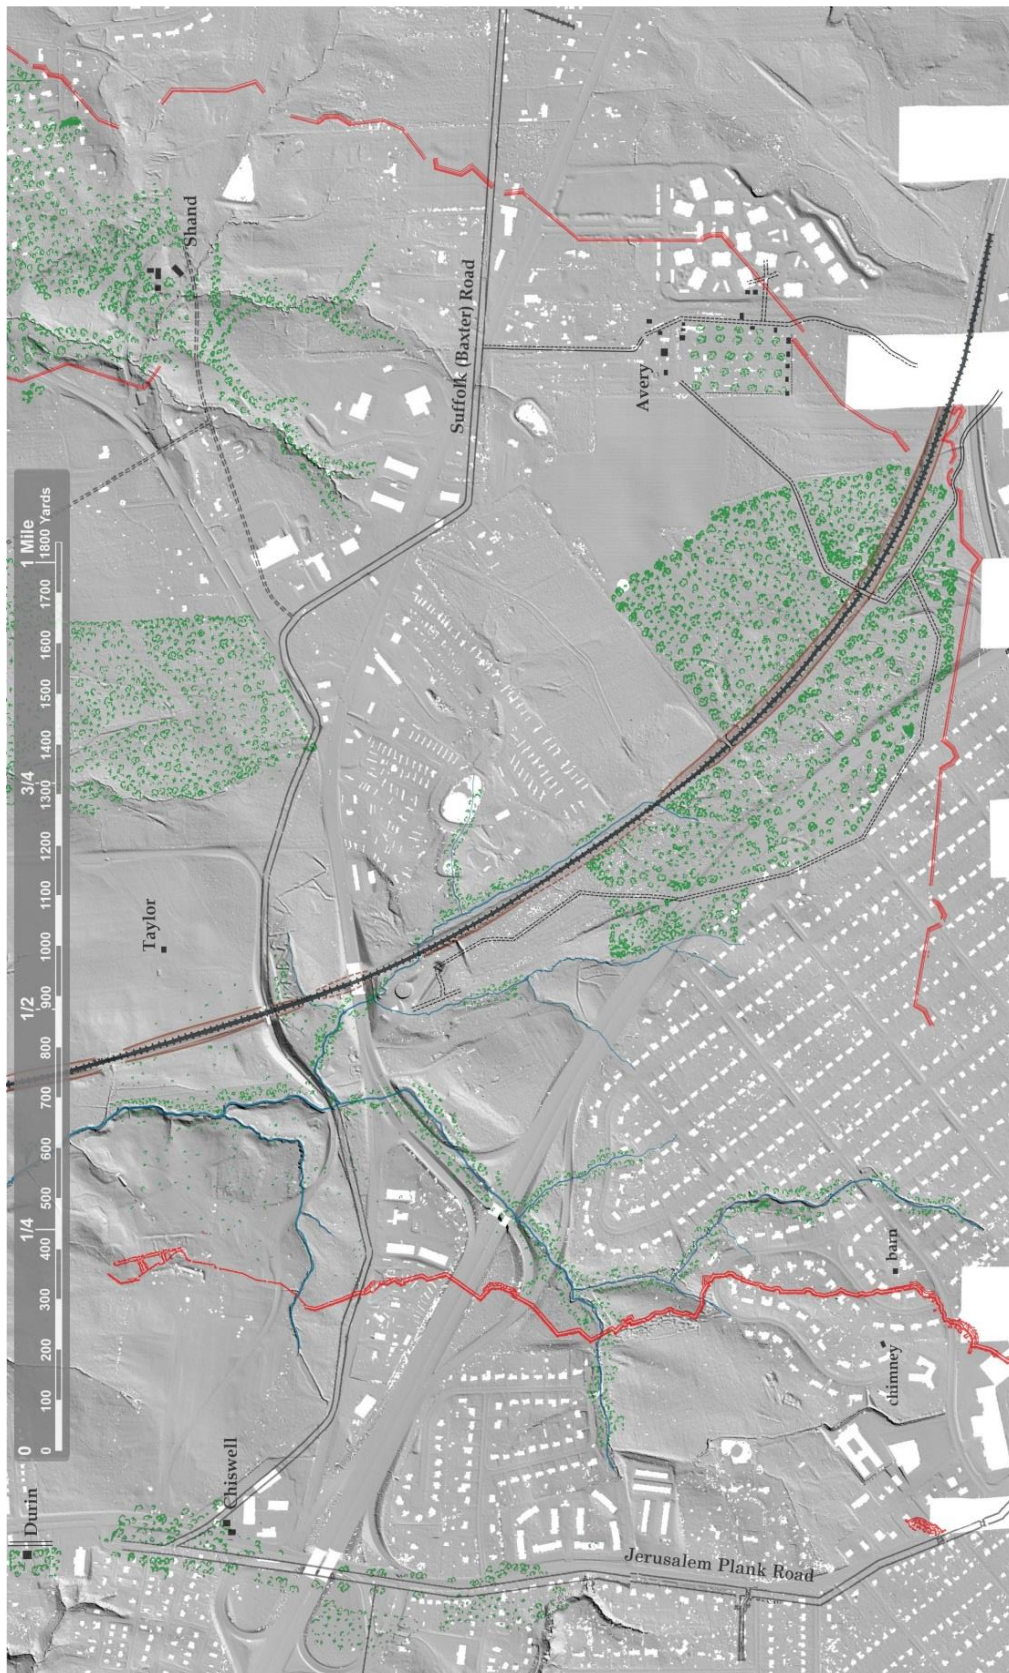 Shand
Suffolk (Baxter) Road
Avery
0 1/4 1/2 3/4 1 Mile
0 100 200 300 400 500 600 700 800 900 1000 1100 1200 1300 1400 1500 1600 1700 1800 Yards
Taylor
barn
chimney
Durin
Chiswell
Jerusalem Plank Road